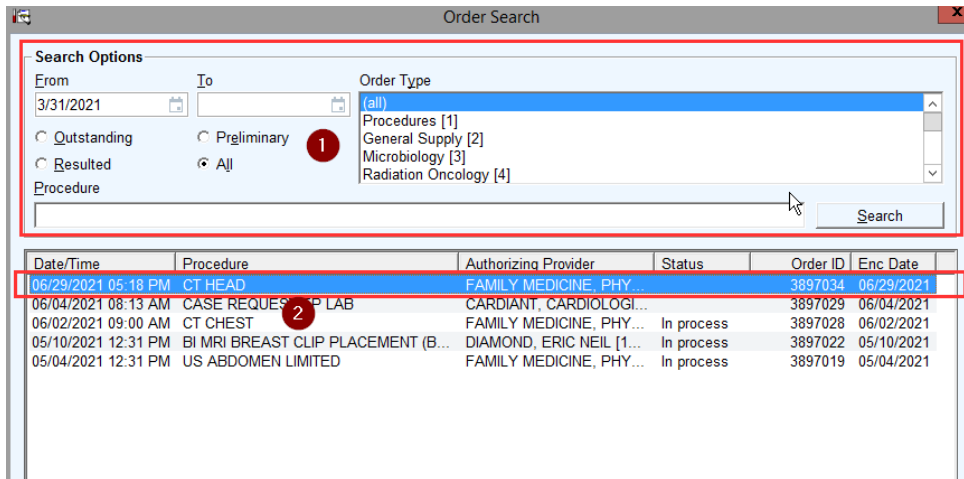 Order Search
x
Search Options
From To Order Type
3/31/2021 (all)
Procedures [1]
Outstanding Preliminary 1 General Supply [2]
Microbiology [3]
Resulted All Radiation Oncology [4]
Procedure
Search
Date/Time Procedure Authorizing Provider Status Order ID Enc Date
06/29/2021 05:18 PM CT HEAD FAMILY MEDICINE, PHY... 3897034 06/29/2021
06/04/2021 08:13 AM CASE REQUEST LAB CARDIANT, CARDIOLOGI... 3897029 06/04/2021
2
06/02/2021 09:00 AM CT CHEST FAMILY MEDICINE, PHY... In process 3897028 06/02/2021
05/10/2021 12:31 PM BI MRI BREAST CLIP PLACEMENT (B... DIAMOND, ERIC NEIL [1... In process 3897022 05/10/2021
05/04/2021 12:31 PM US ABDOMEN LIMITED FAMILY MEDICINE, PHY... In process 3897019 05/04/2021